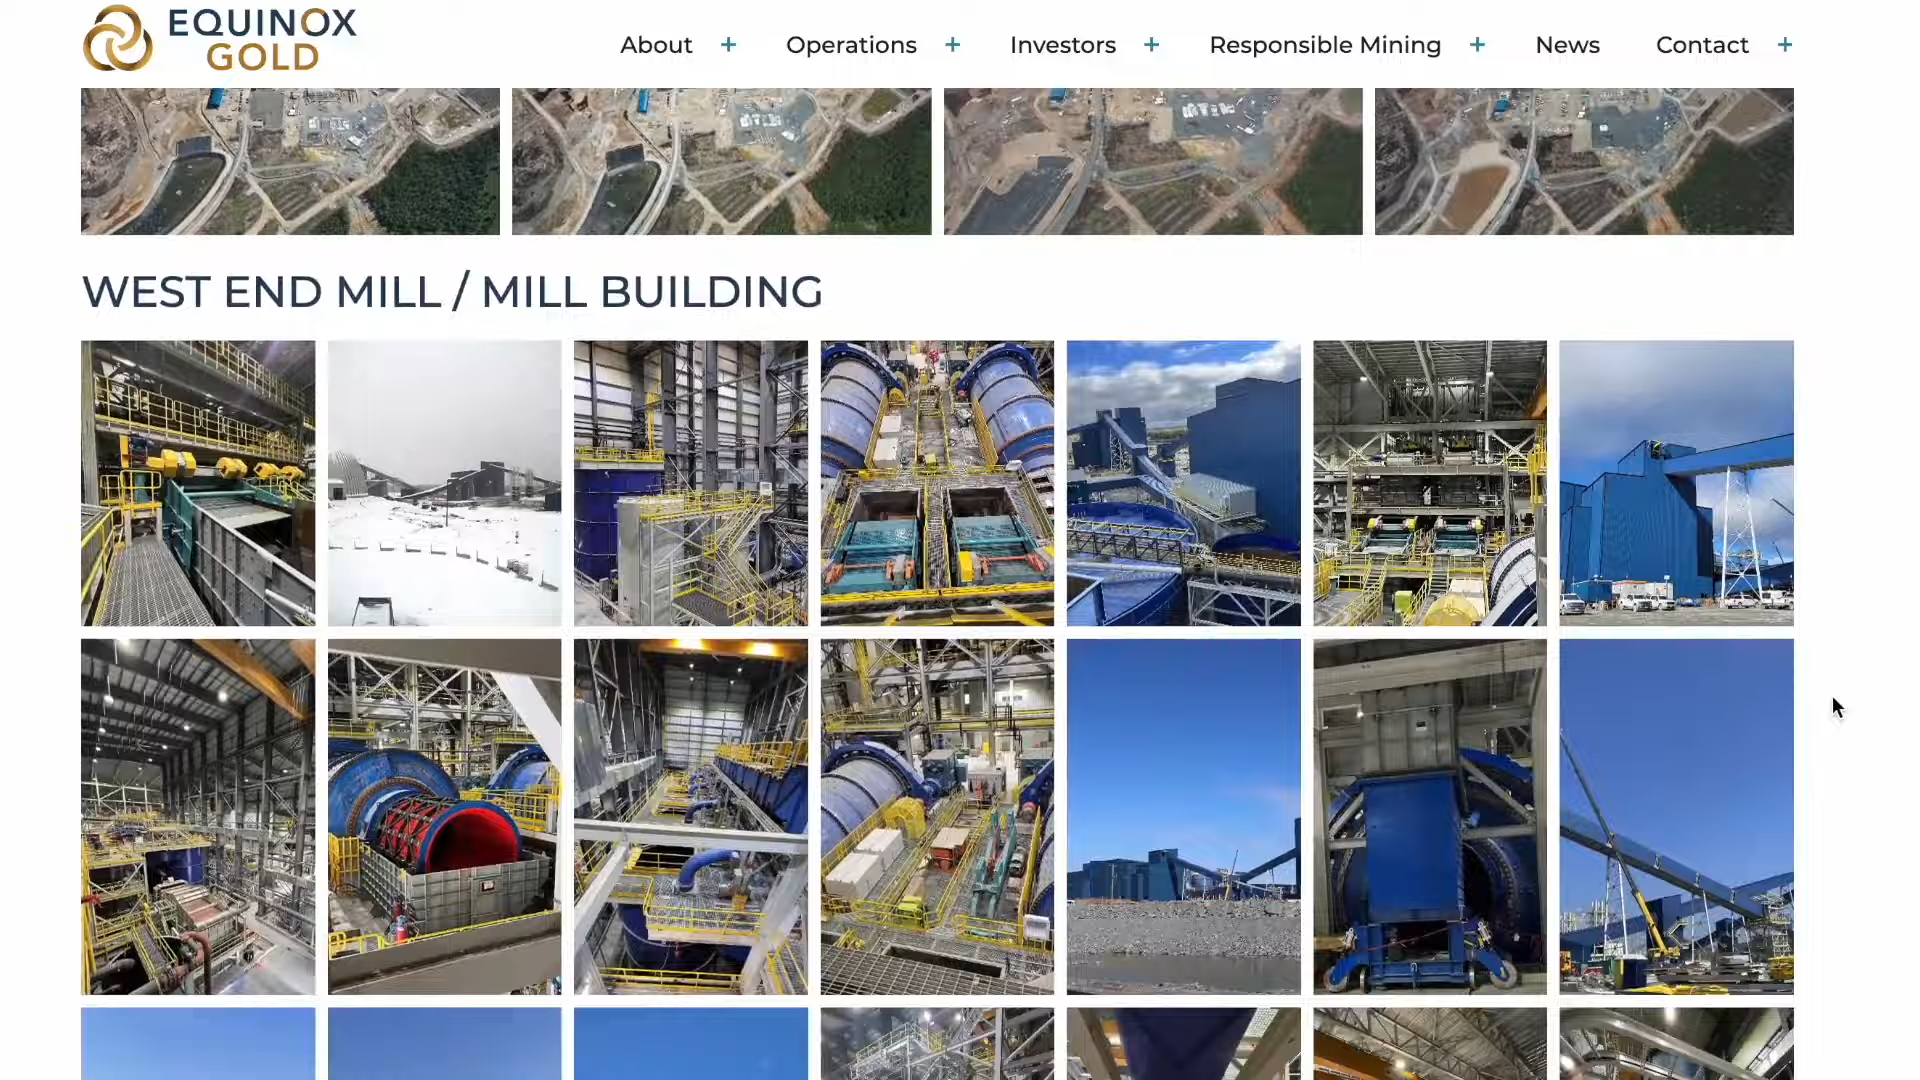 EQUINOX
GOLD
About + Operations + Investors + Responsible Mining + News Contact +
WEST END MILL / MILL BUILDING